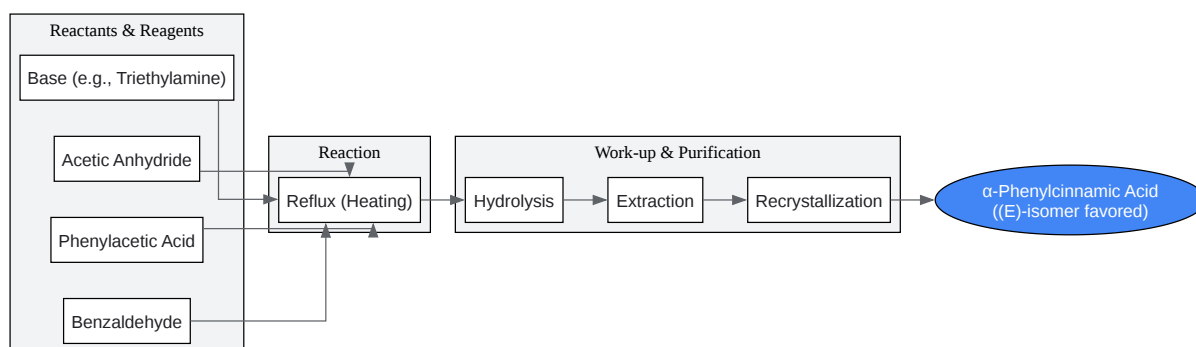 Reactants & Reagents
Base (e.g., Triethylamine)
Acetic Anhydride
Phenylacetic Acid
Benzaldehyde
Reaction
Reflux (Heating)
Work-up & Purification
Hydrolysis
Extraction
Recrystallization
α-Phenylcinnamic Acid
((E)-isomer favored)